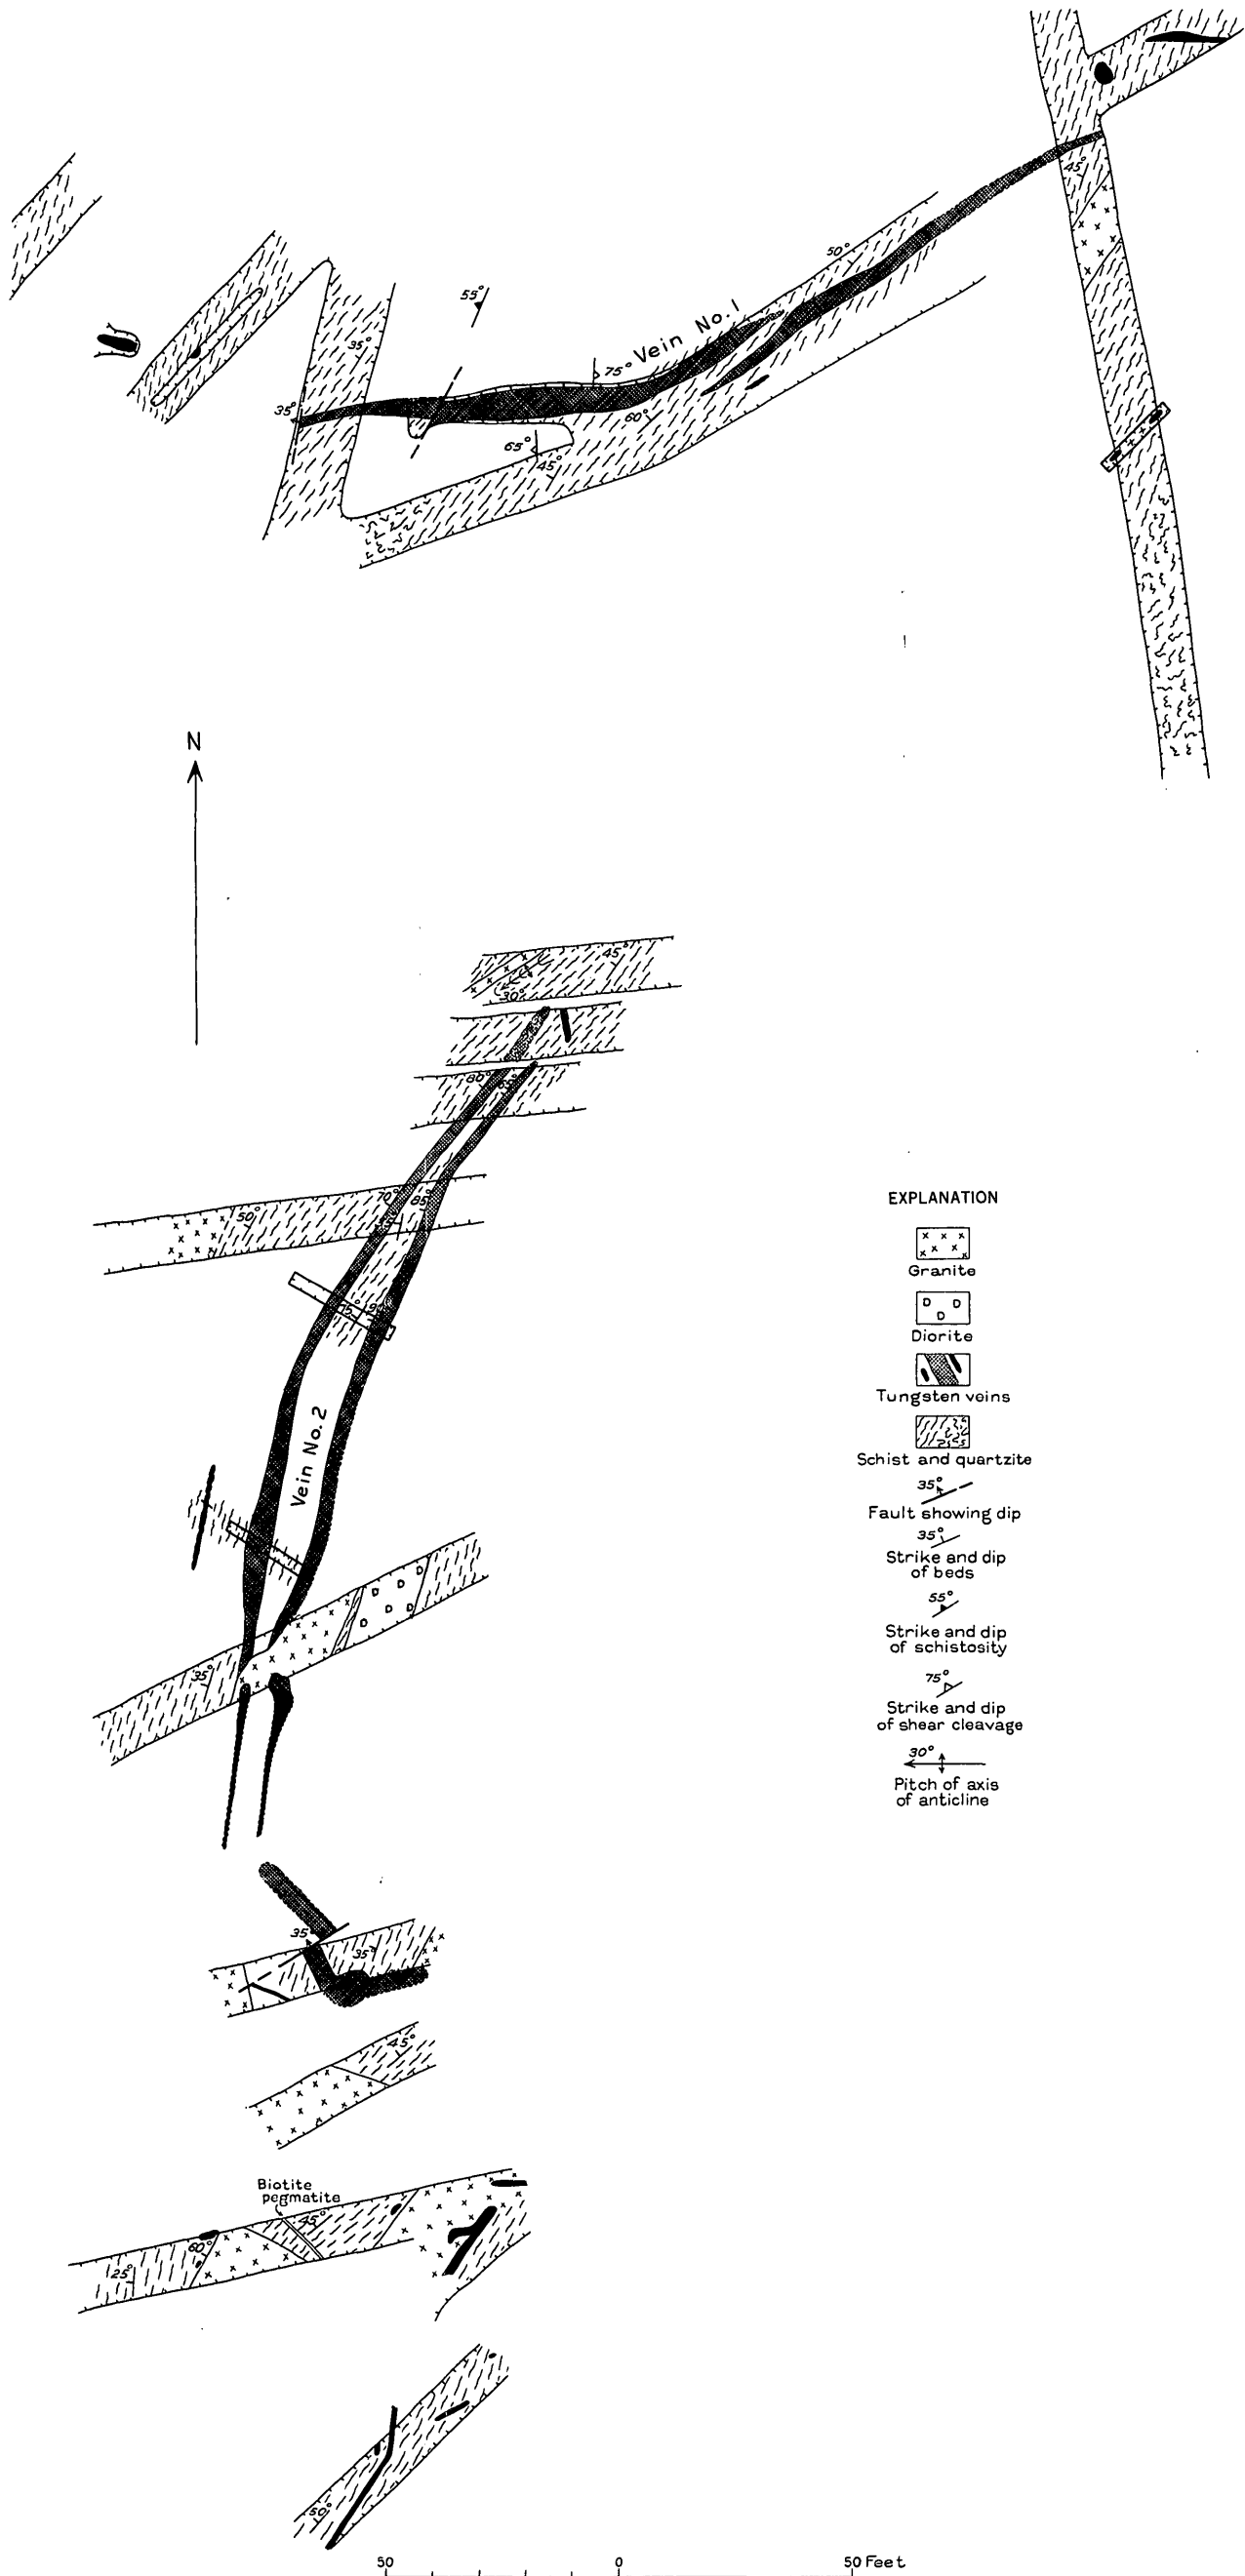 45°
50°
55°
Vein No. 1
75°
35°
35°
60°
65°
45°
N
45°
30°
80°
65°
70°
85°
50°
75°
EXPLANATION
Granite
Diorite
Tungsten veins
Schist and quartzite
35°
Fault showing dip
35°
Strike and dip
of beds
55°
Strike and dip
of schistosity
75°
Strike and dip
of shear cleavage
30°
Pitch of axis
of anticline
Vein No. 2
35°
35°
35°
45°
Biotite
pegmatite
45°
60°
25°
50°
50 0 50 Feet